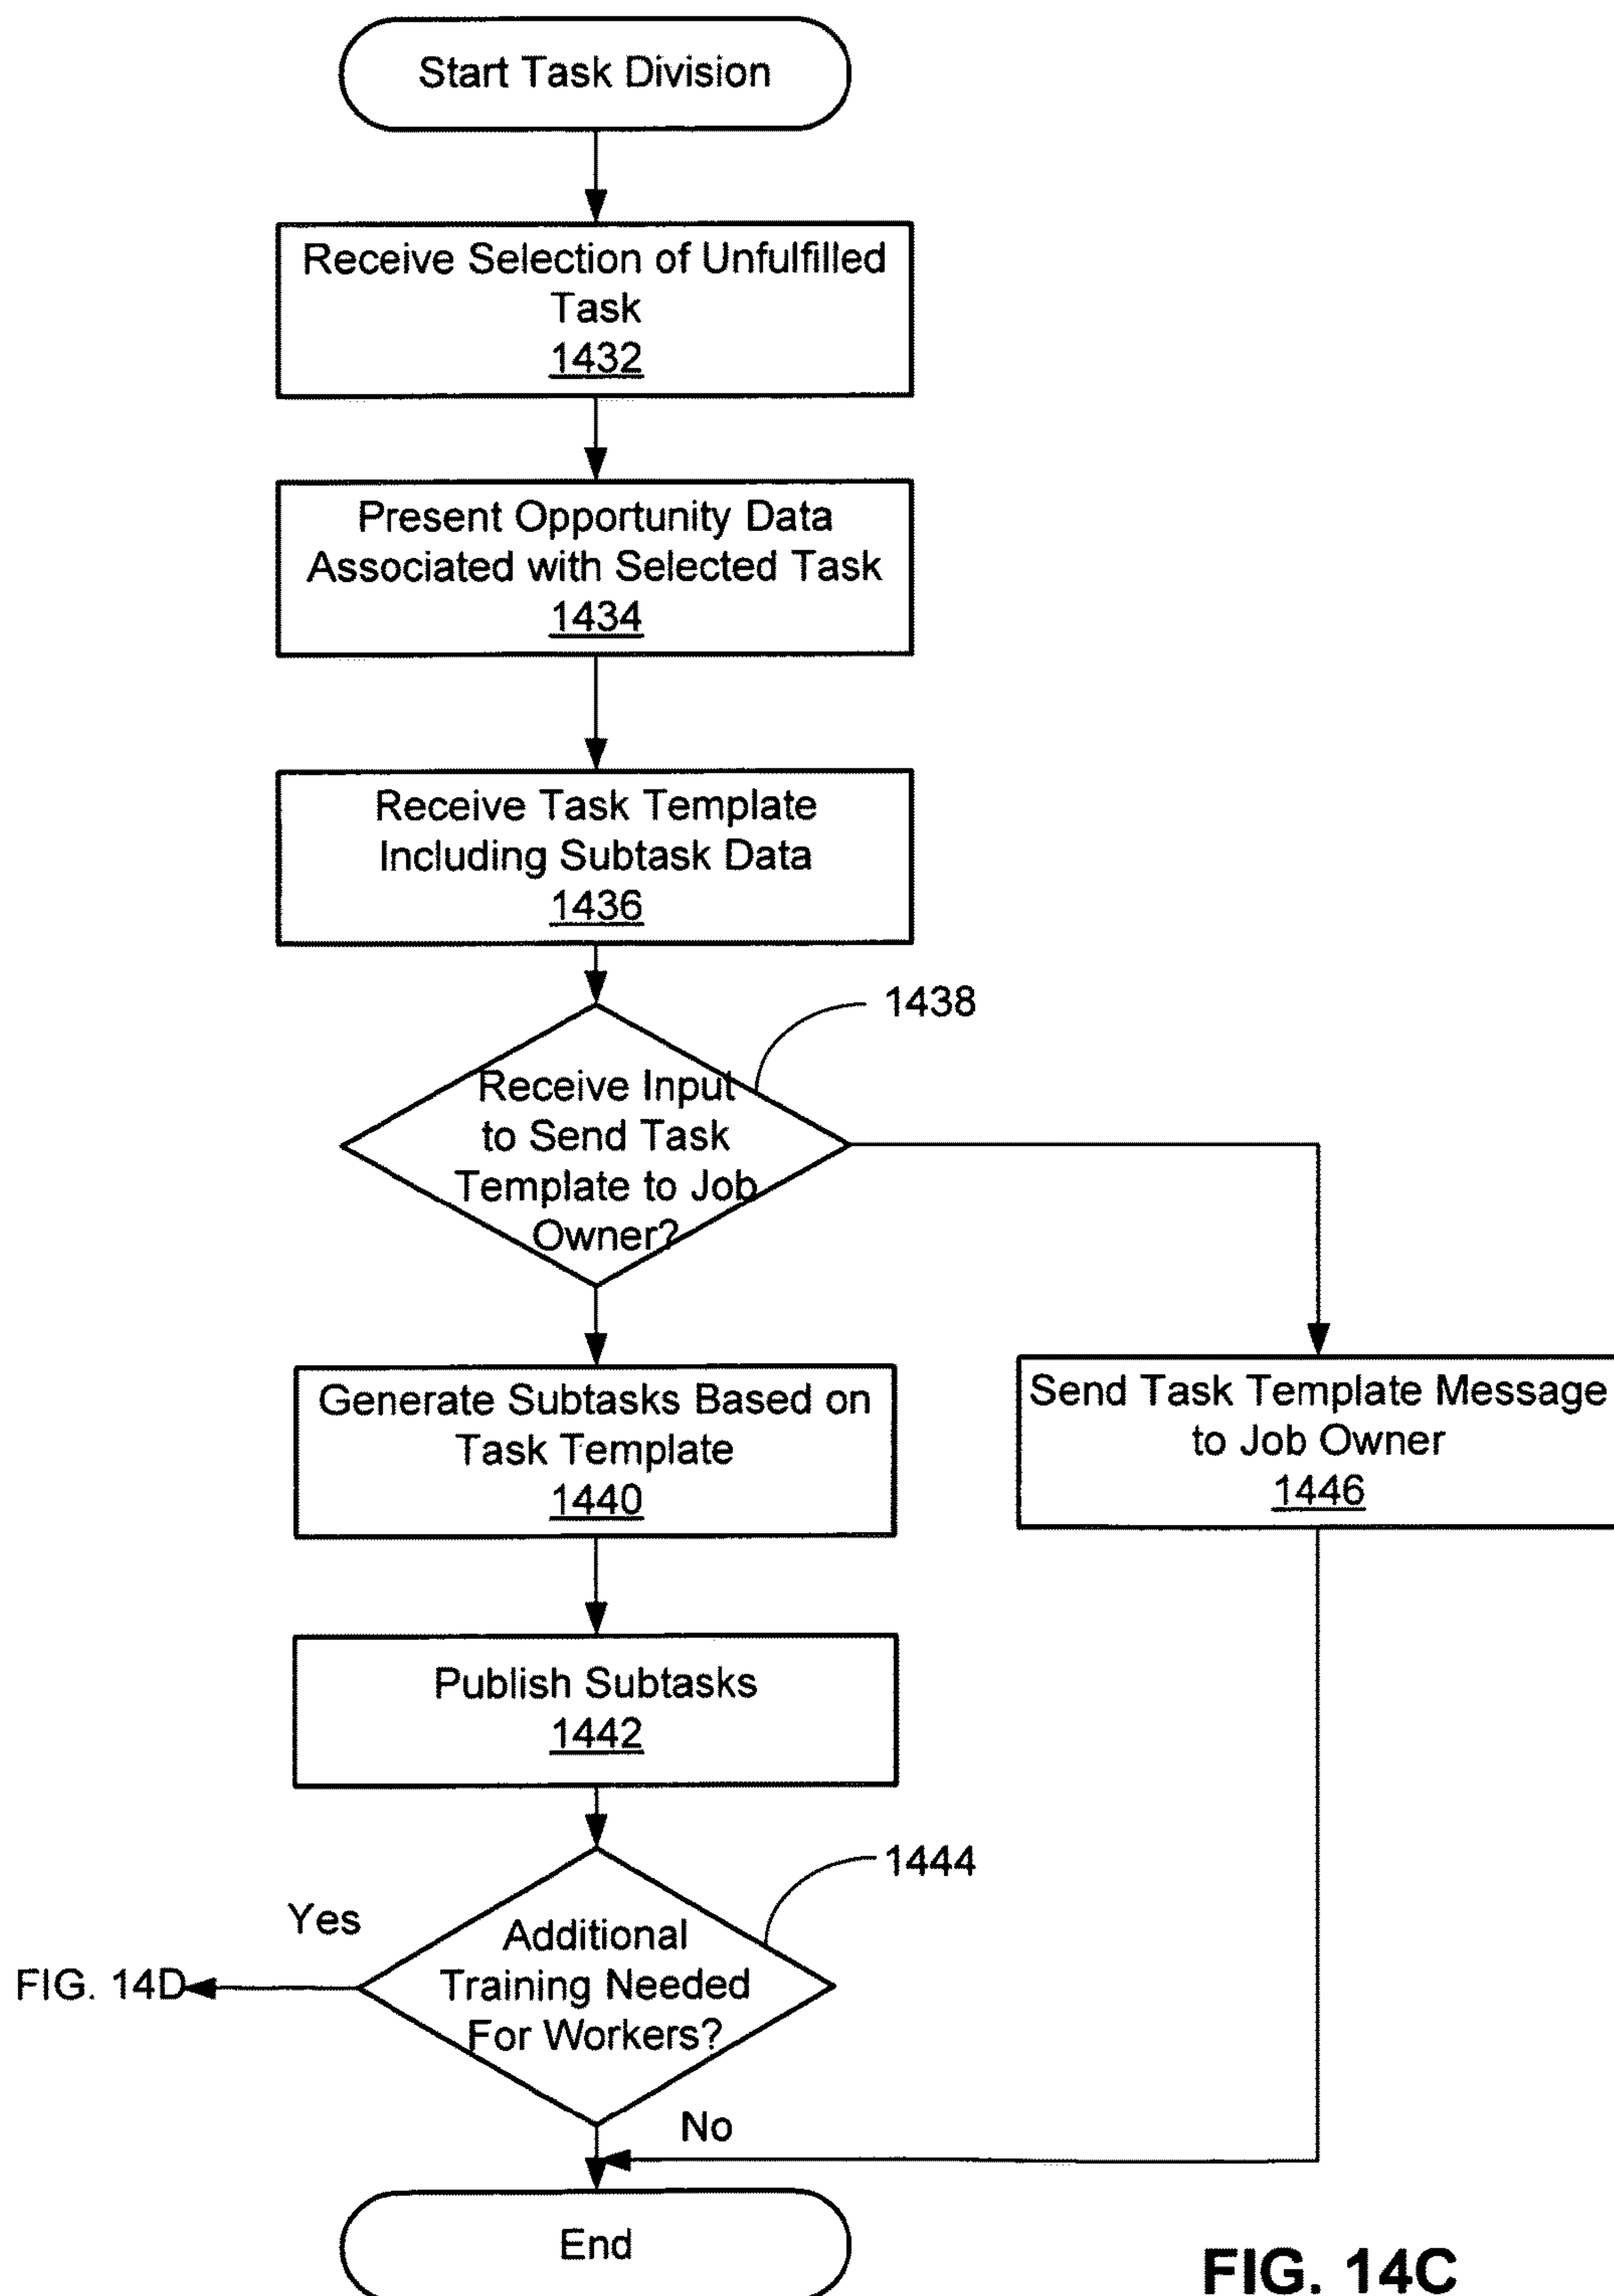 Start Task Division
Receive Selection of Unfulfilled
Task
1432
Present Opportunity Data
Associated with Selected Task
1434
Receive Task Template
Including Subtask Data
1436
1438
Receive Input
to Send Task
Template to Job
Owner?
Generate Subtasks Based on
Task Template
1440
Send Task Template Message
to Job Owner
1446
Publish Subtasks
1442
1444
Yes
Additional
Training Needed
For Workers?
FIG. 14D
No
End
FIG. 14C